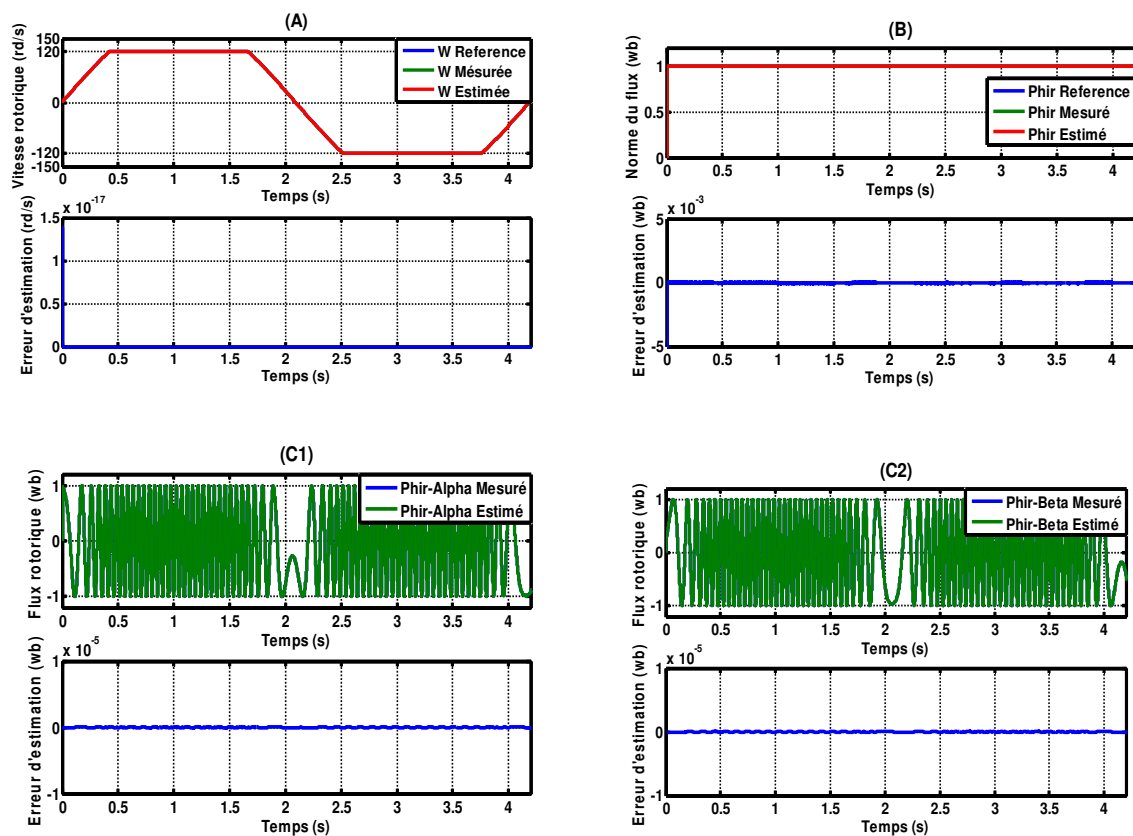 (A)
Vitesse rotorique (rd/s)
150
120
0
-120
-150
W Reference
W Mésurée
W Estimée
0 0.5 1 1.5 2 2.5 3 3.5 4
Temps (s)
x 10 -17
Erreur d'estimation (rd/s)
1.5
1
0.5
0
0 0.5 1 1.5 2 2.5 3 3.5 4
Temps (s)
(B)
Norme du flux (wb)
1
0.5
0
Phir Reference
Phir Mesuré
Phir Estimé
0 0.5 1 1.5 2 2.5 3 3.5 4
Temps (s)
x 10 -3
Erreur d'estimation (wb)
5
0
-5
0 0.5 1 1.5 2 2.5 3 3.5 4
Temps (s)
(C1)
Flux rotorique (wb)
1
0
-1
Phir-Alpha Mesuré
Phir-Alpha Estimé
0 0.5 1 1.5 2 2.5 3 3.5 4
Temps (s)
x 10 -5
Erreur d'estimation (wb)
1
0
-1
0 0.5 1 1.5 2 2.5 3 3.5 4
Temps (s)
(C2)
Flux rotorique (wb)
1
0
-1
Phir-Beta Mesuré
Phir-Beta Estimé
0 0.5 1 1.5 2 2.5 3 3.5 4
Temps (s)
x 10 -5
Erreur d'estimation (wb)
1
0
-1
0 0.5 1 1.5 2 2.5 3 3.5 4
Temps (s)